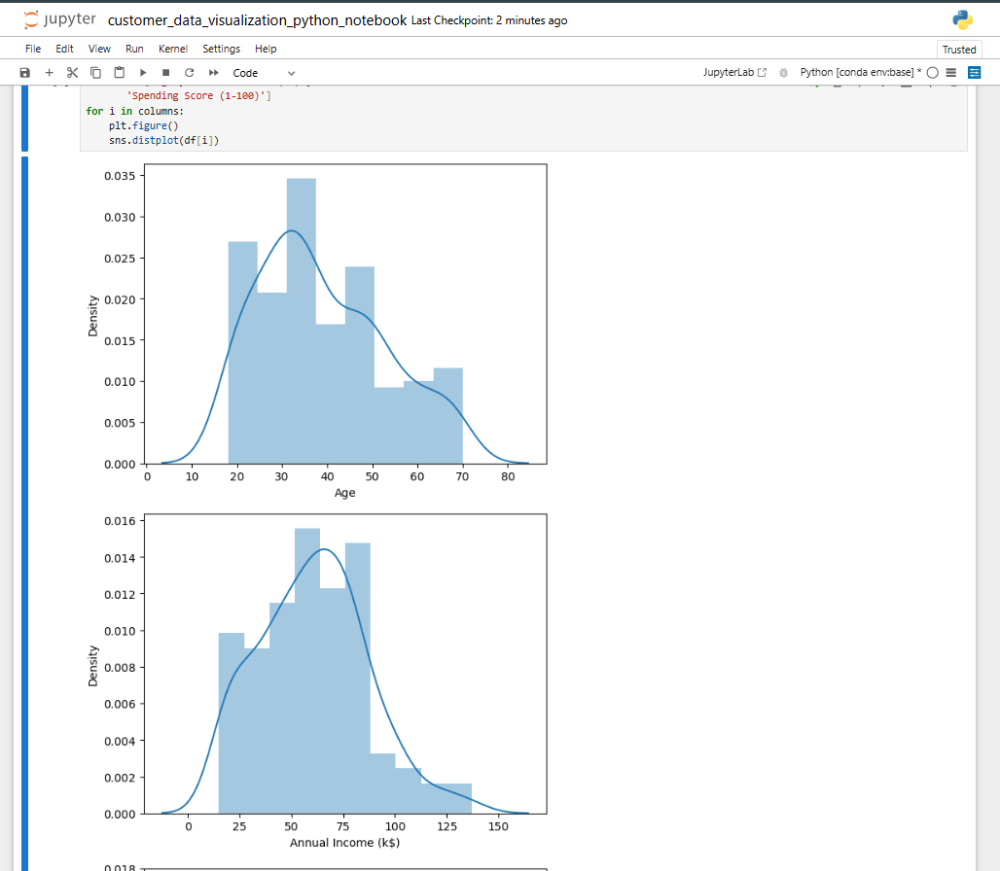 jupyter customer_data_visualization_python_notebook Last Checkpoint: 2 minutes ago
File Edit View Run Kernel Settings Help
Trusted
Code
JupyterLab
Python [conda env:base] *
'Spending Score (1-100)']
for i in columns:
plt.figure()
sns.distplot(df[i])
0.035
0.030
0.025
0.020
0.015
0.010
0.005
0.000
Density
0 10 20 30 40 50 60 70 80
Age
0.016
0.014
0.012
0.010
0.008
0.006
0.004
0.002
0.000
Density
0 25 50 75 100 125 150
Annual Income (k$)
0.018